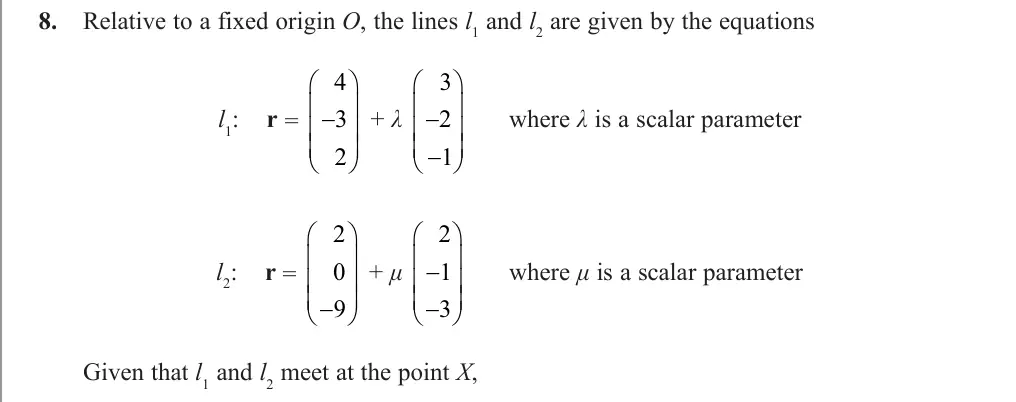 8. Relative to a fixed origin O, the lines l₁ and l₂ are given by the equations
l₁: r = ( 4 −3 2 ) + λ ( 3 −2 −1 ) where λ is a scalar parameter
l₂: r = ( 2 0 −9 ) + μ ( 2 −1 −3 ) where μ is a scalar parameter
Given that l₁ and l₂ meet at the point X,